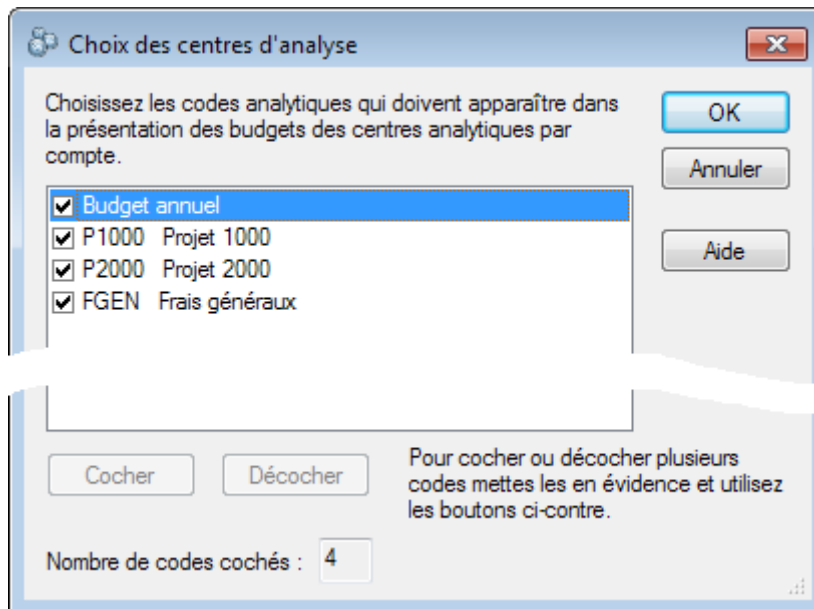 Choix des centres d'analyse
Choisissez les codes analytiques qui doivent apparaître dans
la présentation des budgets des centres analytiques par
compte.
OK
Annuler
Aide
Budget annuel
P1000 Projet 1000
P2000 Projet 2000
FGEN Frais généraux
Cocher
Décocher
Pour cocher ou décocher plusieurs
codes mettes les en évidence et utilisez
les boutons ci-contre.
Nombre de codes cochés : 4